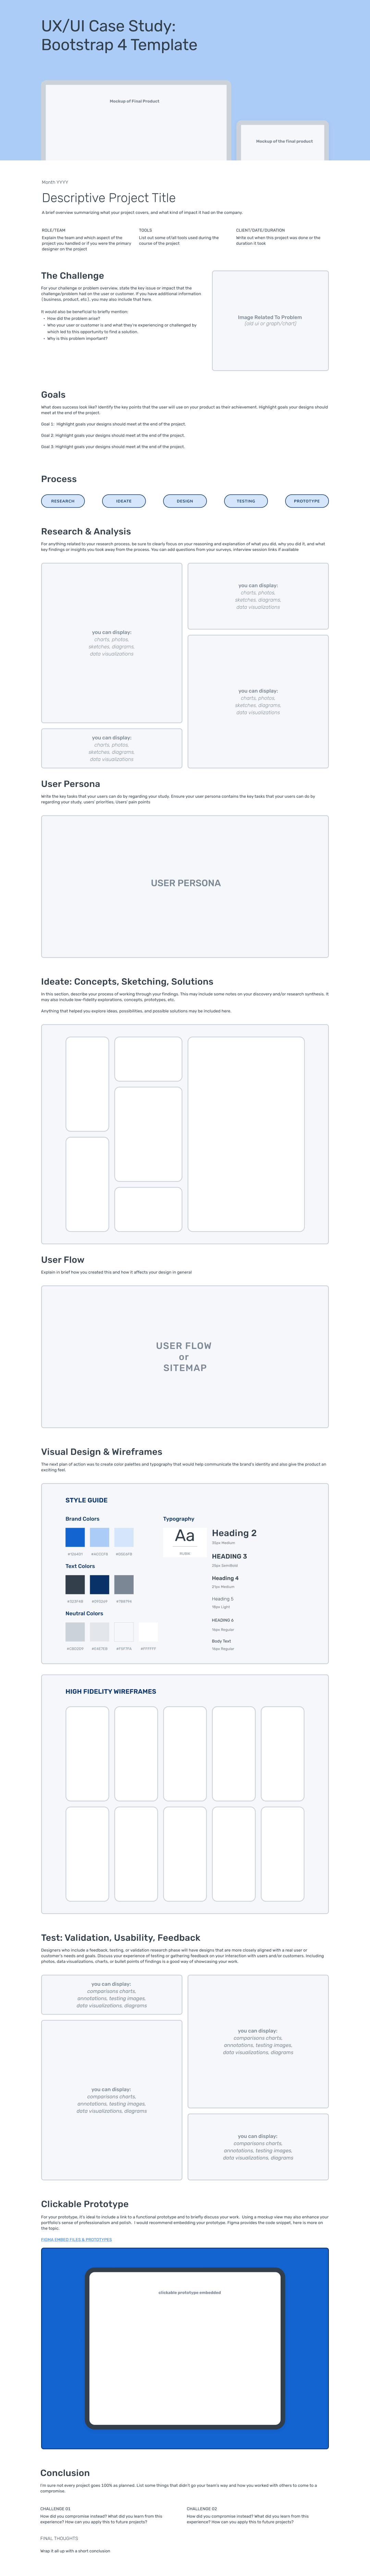 UX/UI Case Study:
Bootstrap 4 Template
Mockup of Final Product
Mockup of the final product
Month YYYY
Descriptive Project Title
A brief overview summarizing what your project covers, and what kind of impact it had on the company.
ROLE/TEAM
Explain the team and which aspect of the
project you handled or if you were the primary
designer on the project
TOOLS
List out some of/all tools used during the
course of the project
CLIENT/DATE/DURATION
Write out when this project was done or the
duration it took
The Challenge
For your challenge or problem overview, state the key issue or impact that the
challenge/problem had on the user or customer. If you have additional information
(business, product, etc), you may also include that here.
It would also be beneficial to briefly mention:
- How did the problem arise?
- Why your user or customer is and what they're experiencing or challenged by
which led to this opportunity to find a solution.
- Why is this problem important?
Image Related To Problem
(old ui or graph/chart)
Goals
What does success look like? Identify the key points that the user will use on your product as their achievement. Highlight goals your designs should
meet at the end of the project.
Goal 1: Highlight goals your designs should meet at the end of the project.
Goal 2: Highlight goals your designs should meet at the end of the project.
Goal 3: Highlight goals your designs should meet at the end of the project.
Process
RESEARCH
IDEATE
DESIGN
TESTING
PROTOTYPE
Research & Analysis
For anything related to your research process, be sure to clearly focus on your reasoning and explanation of what you did, why you did it, and what
key findings or insights you took away from the process. You can add questions from your surveys, interview session links if available
you can display:
charts, photos,
sketches, diagrams,
data visualizations
you can display:
charts, photos,
sketches, diagrams,
data visualizations
you can display:
charts, photos,
sketches, diagrams,
data visualizations
you can display:
charts, photos,
sketches, diagrams,
data visualizations
User Persona
Write the key tasks that your users can do by regarding your study. Ensure your user persona contains the key tasks that your users can do by
regarding your study, users' priorities, Users' pain points
USER PERSONA
Ideate: Concepts, Sketching, Solutions
In this section, describe your process of working through your findings. This may include some notes on your discovery and/or research synthesis. It
may also include low-fidelity explorations, concepts, prototypes, etc.
Anything that helped you explore ideas, possibilities, and possible solutions may be included here.
User Flow
Explain in brief how you created this and how it affects your design in general
USER FLOW
or
SITEMAP
Visual Design & Wireframes
The next plan of action was to create color palettes and typography that would help communicate the brand's identity and also give the product an
exciting feel.
STYLE GUIDE
Brand Colors
Text Colors
Neutral Colors
#FFFFFF
Typography
Aa
RUBIK
Heading 2
HEADING 3
Heading 4
Heading 5
18px Light
HEADING 6
16px Regular
Body Text
16px Regular
HIGH FIDELITY WIREFRAMES
Test: Validation, Usability, Feedback
Designers who include a feedback, testing, or validation research phase will have designs that are more closely aligned with a real user or
customer's needs and goals. Discuss your experience of testing or gathering feedback on your interaction with users and/or customers. Including
photos, data visualizations, charts, or bullet points of findings is a good way of showcasing your work.
you can display:
comparisons charts,
annotations, testing images,
data visualizations, diagrams
you can display:
comparisons charts,
annotations, testing images,
data visualizations, diagrams
you can display:
comparisons charts,
annotations, testing images,
data visualizations, diagrams
you can display:
comparisons charts,
annotations, testing images,
data visualizations, diagrams
Clickable Prototype
For your prototype, it's ideal to include a link to a functional prototype and to briefly discuss your work. Using a mockup view may also enhance your
portfolio's sense of professionalism and polish. I would recommend embedding your prototype. Figma provides the code snippet, here is more on
the topic.
FIGMA EMBED FILES & PROTOTYPES
clickable prototype embedded
Conclusion
I'm sure not every project goes 100% as planned. List some things that didn't go your team's way and how you worked with others to come to a
compromise.
CHALLENGE 01
How did you compromise instead? What did you learn from this
experience? How can you apply this to future projects?
CHALLENGE 02
How did you compromise instead? What did you learn from this
experience? How can you apply this to future projects?
FINAL THOUGHTS
Wrap it all up with a short conclusion